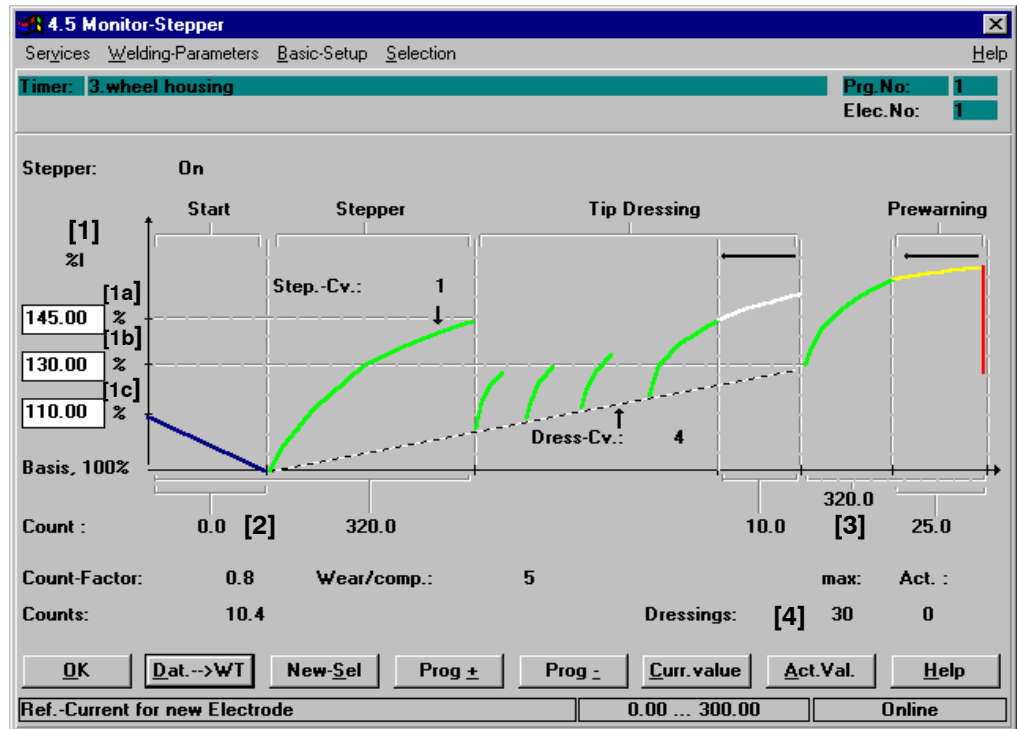 4.5 Monitor-Stepper
Services Welding-Parameters Basic-Setup Selection Help
Timer: 3.wheel housing Prg.No: 1
Elec.No: 1
Stepper: On
Start Stepper Tip Dressing Prewarning
[1]
%I
[1a]
Step.-Cv.: 1
145.00 %
[1b]
130.00 %
[1c]
110.00 %
Dress-Cv.: 4
Basis, 100%
320.0
Count : 0.0 [2] 320.0 10.0 [3] 25.0
Count-Factor: 0.8 Wear/comp.: 5 max: Act. :
Counts: 10.4 Dressings: [4] 30 0
OK Dat.-->WT New-Sel Prog + Prog - Curr.value Act.Val. Help
Ref.-Current for new Electrode 0.00 ... 300.00 Online